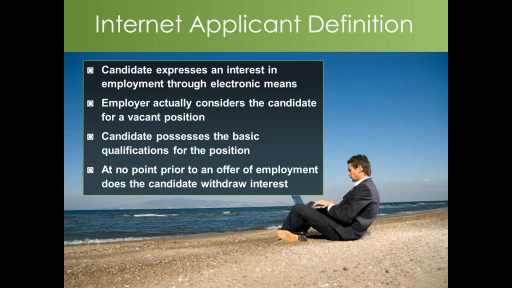 Internet Applicant Definition
Candidate expresses an interest in
employment through electronic means
Employer actually considers the candidate
for a vacant position
Candidate possesses the basic
qualifications for the position
At no point prior to an offer of employment
does the candidate withdraw interest